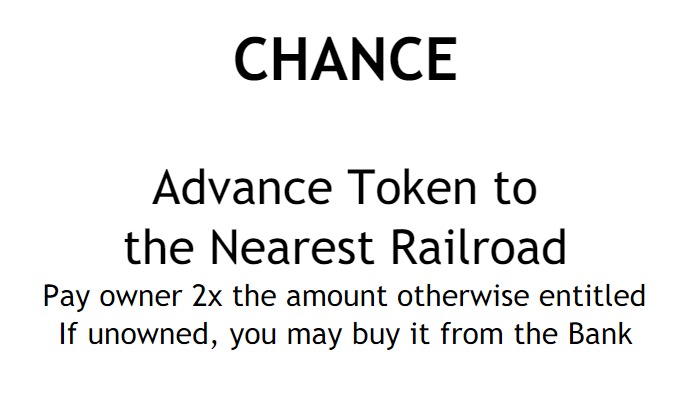 CHANCE
Advance Token to
the Nearest Railroad
Pay owner 2x the amount otherwise entitled
If unowned, you may buy it from the Bank